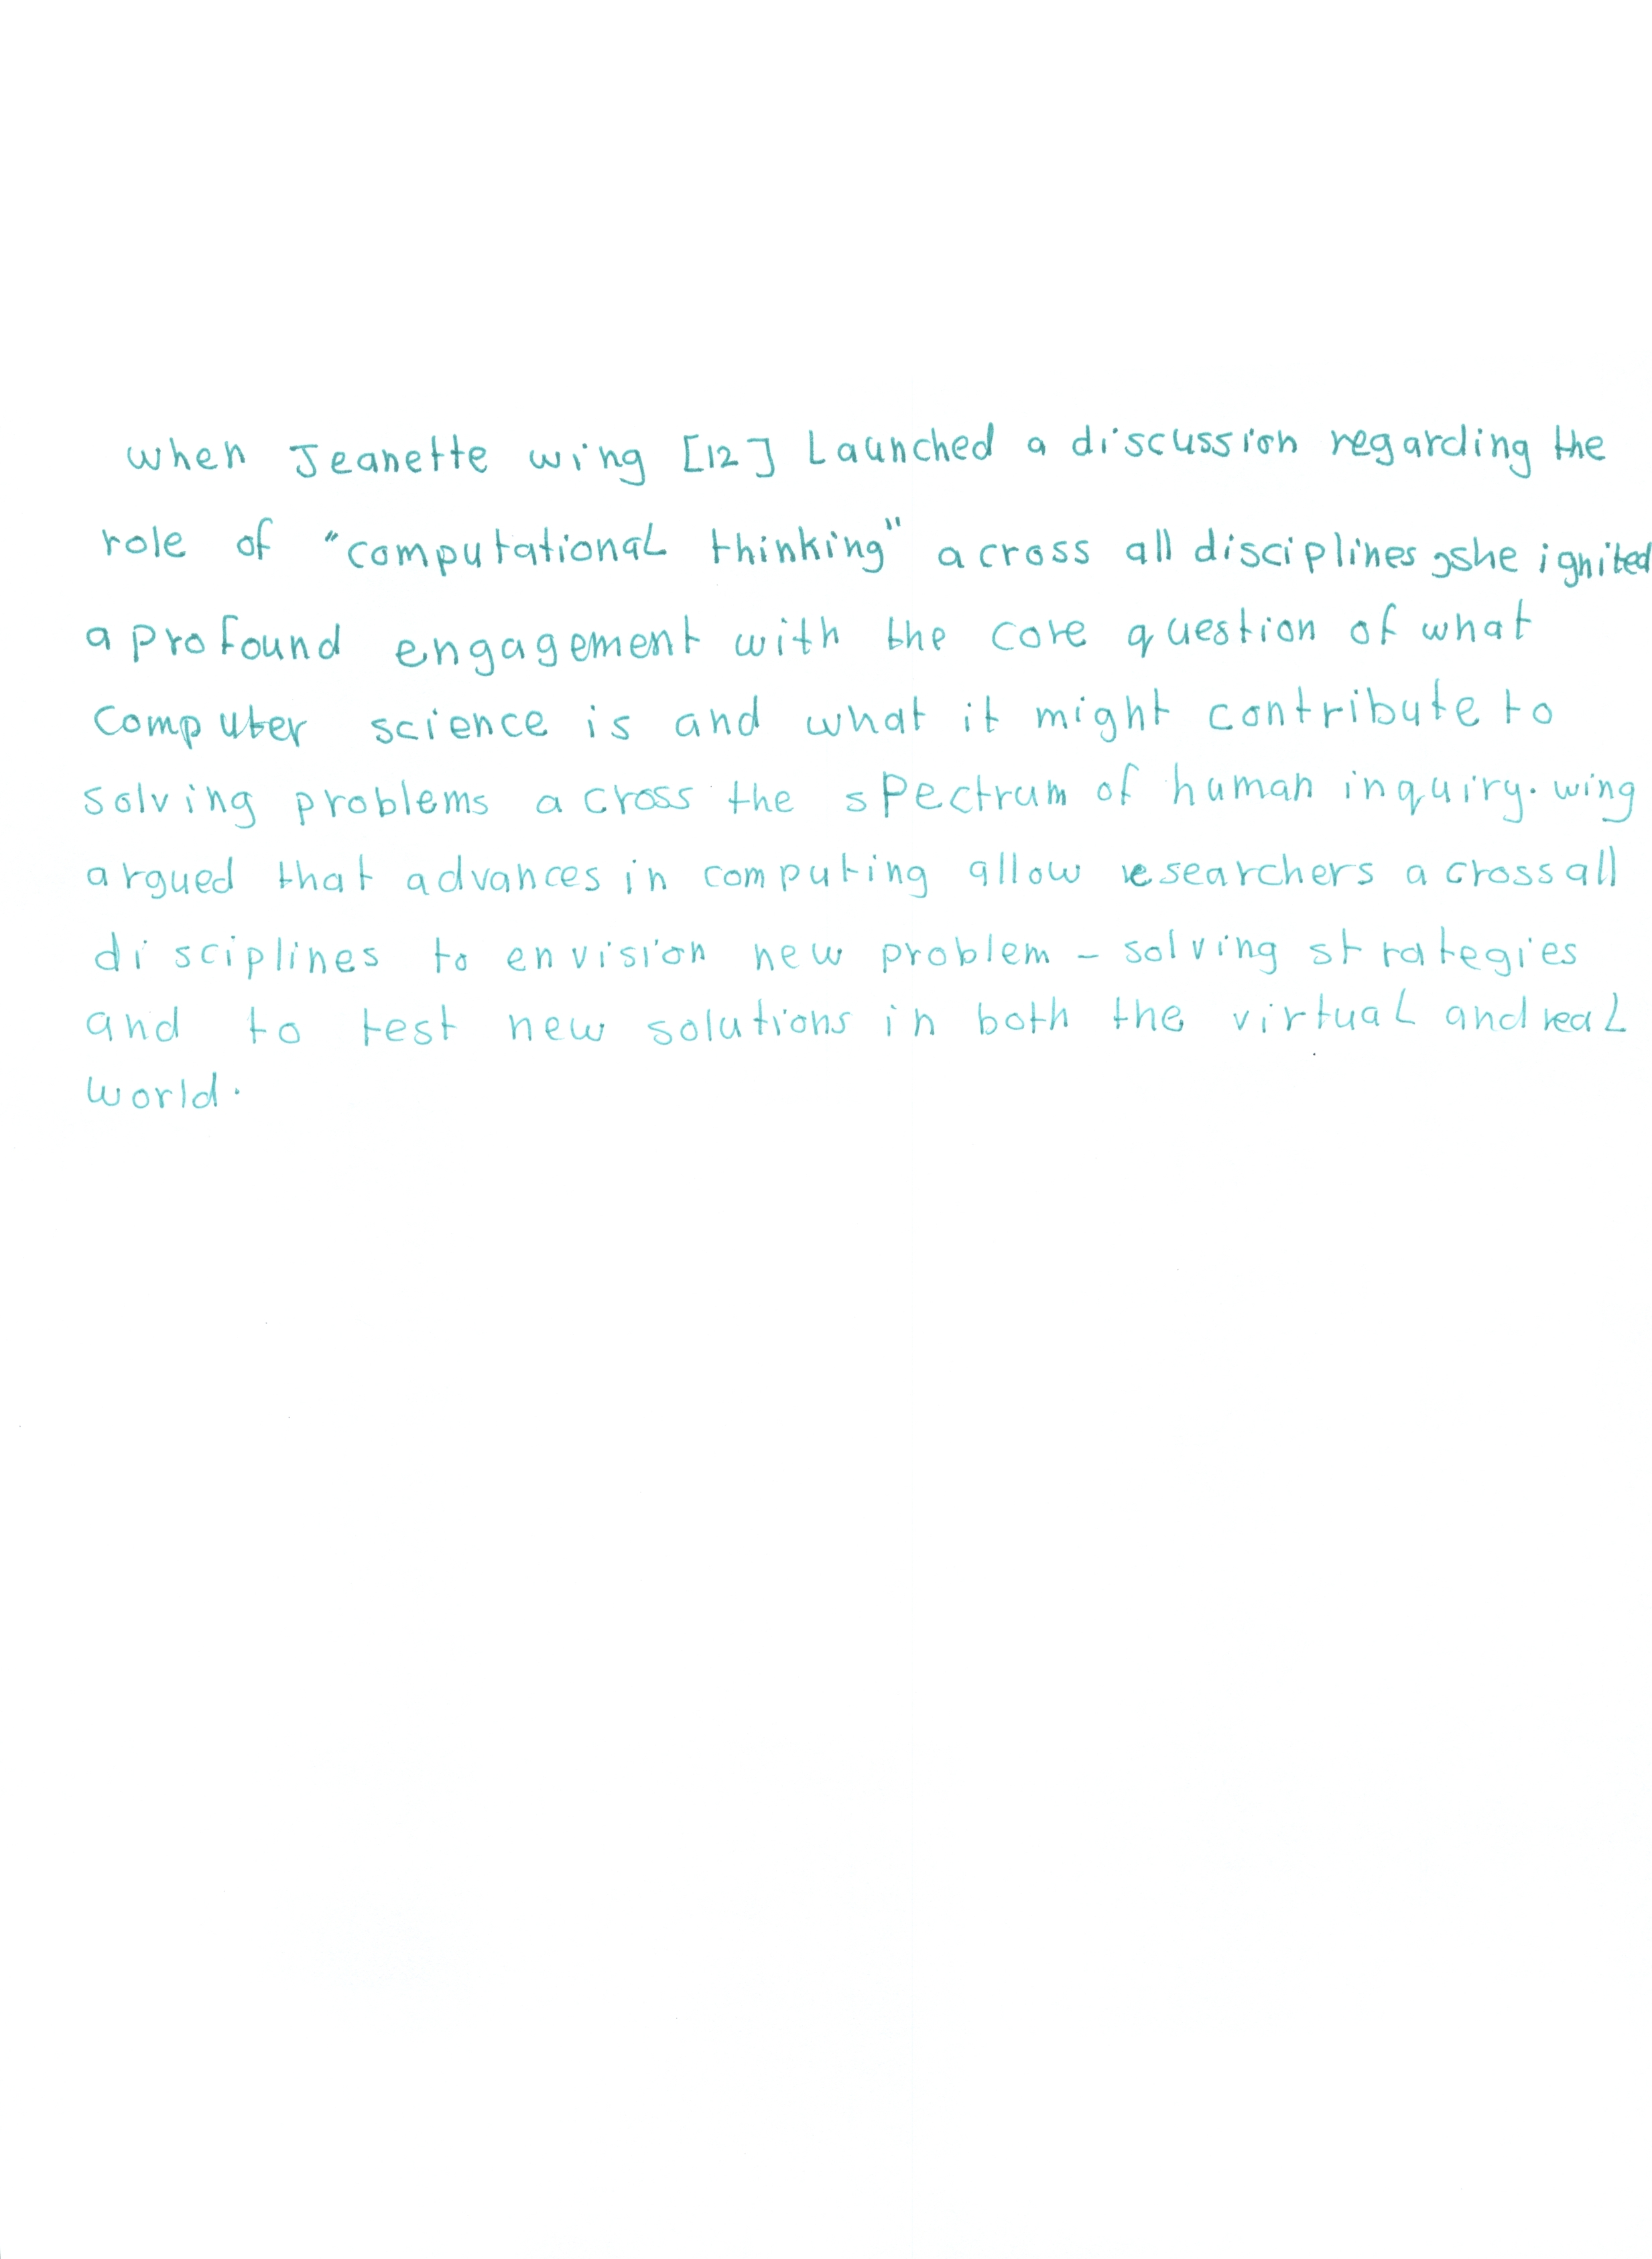 when Jeanette wing [12] Launched a discussion regarding the
role of "computational thinking" across all disciplines, she ignited
a profound engagement with the core question of what
computer science is and what it might contribute to
solving problems across the spectrum of human inquiry. wing
argued that advances in computing allow researchers across all
disciplines to envision new problem - solving strategies
and to test new solutions in both the virtual and real
world.